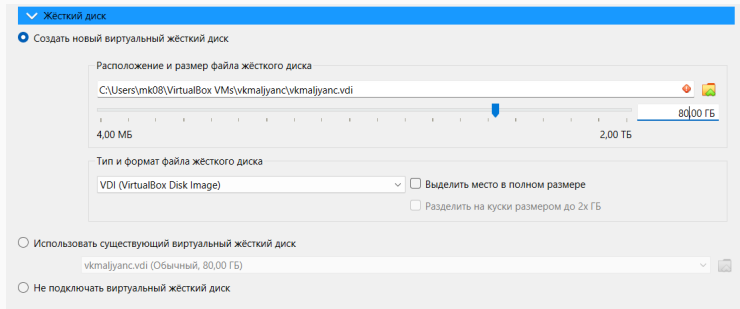 Жёсткий диск
Создать новый виртуальный жёсткий диск
Расположение и размер файла жёсткого диска
C:\Users\mk08\VirtualBox VMs\vkmaljyanc\vkmaljyanc.vdi
80,00 ГБ
4,00 МБ 2,00 ТБ
Тип и формат файла жёсткого диска
VDI (VirtualBox Disk Image) Выделить место в полном размере
Разделить на куски размером до 2х ГБ
Использовать существующий виртуальный жёсткий диск
vkmaljyanc.vdi (Обычный, 80,00 ГБ)
Не подключать виртуальный жёсткий диск